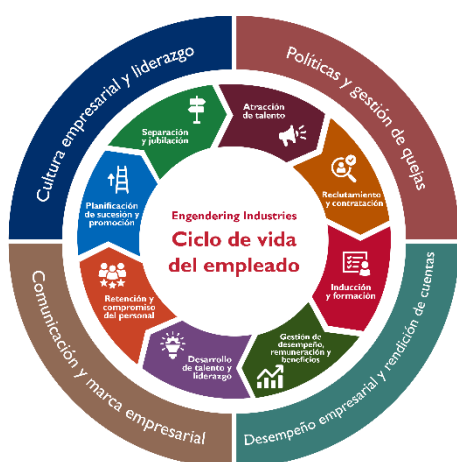 Cultura empresarial y liderazgo
Políticas y gestión de quejas
Atracción
de talento
Reclutamiento
y contratación
Inducción
y formación
Gestión de
desempeño,
remuneración y
beneficios
Desarrollo
de talento y
liderazgo
Retención y
compromiso
del personal
Planificación
de sucesión y
promoción
Separación
y jubilación
Engendering Industries
Ciclo de vida
del empleado
Comunicación y marca empresarial
Desempeño empresarial y rendición de cuentas